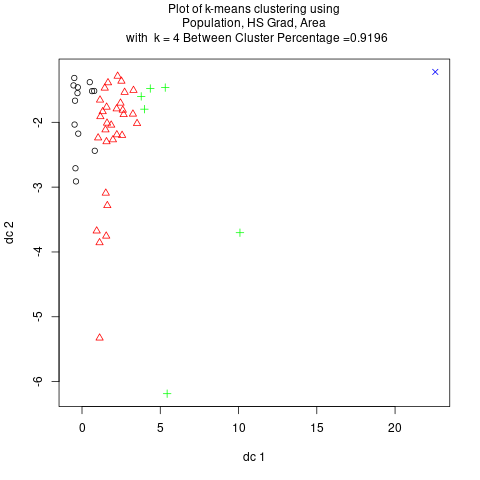 Plot of k-means clustering using
Population, HS Grad, Area
with k = 4 Between Cluster Percentage =0.9196
-2
-3
-4
-5
-6
dc 2
0 5 10 15 20
dc 1